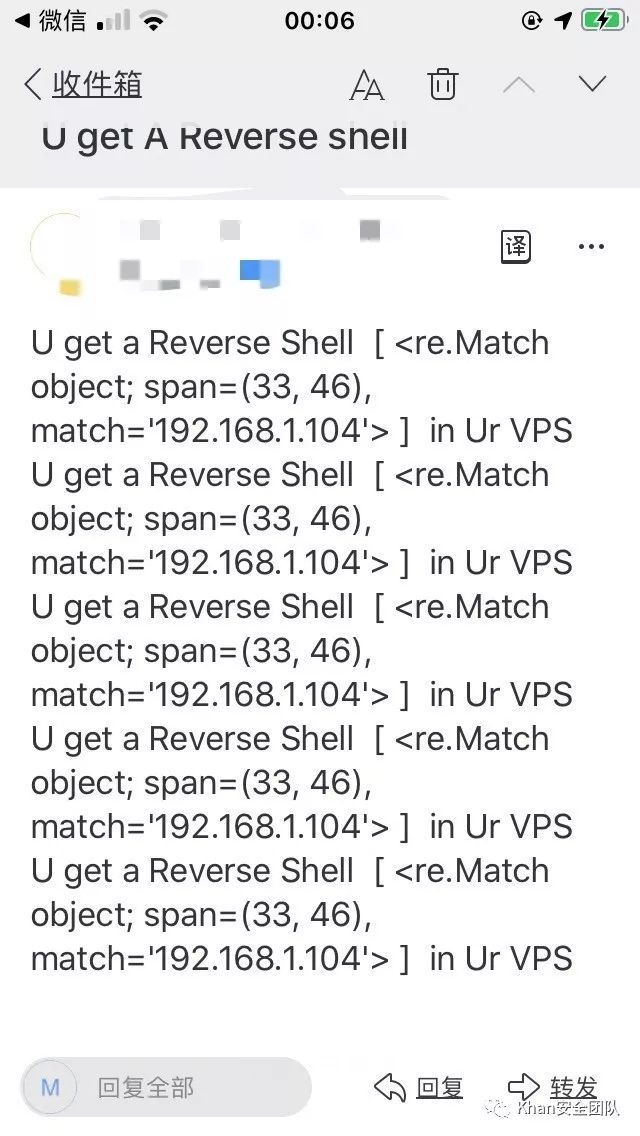 微信
00:06
收件箱
U get A Reverse shell
译
U get a Reverse Shell [ <re.Match
object; span=(33, 46),
match='192.168.1.104'> ] in Ur VPS
U get a Reverse Shell [ <re.Match
object; span=(33, 46),
match='192.168.1.104'> ] in Ur VPS
U get a Reverse Shell [ <re.Match
object; span=(33, 46),
match='192.168.1.104'> ] in Ur VPS
U get a Reverse Shell [ <re.Match
object; span=(33, 46),
match='192.168.1.104'> ] in Ur VPS
U get a Reverse Shell [ <re.Match
object; span=(33, 46),
match='192.168.1.104'> ] in Ur VPS
M 回复全部 回复 转发
Khan安全团队